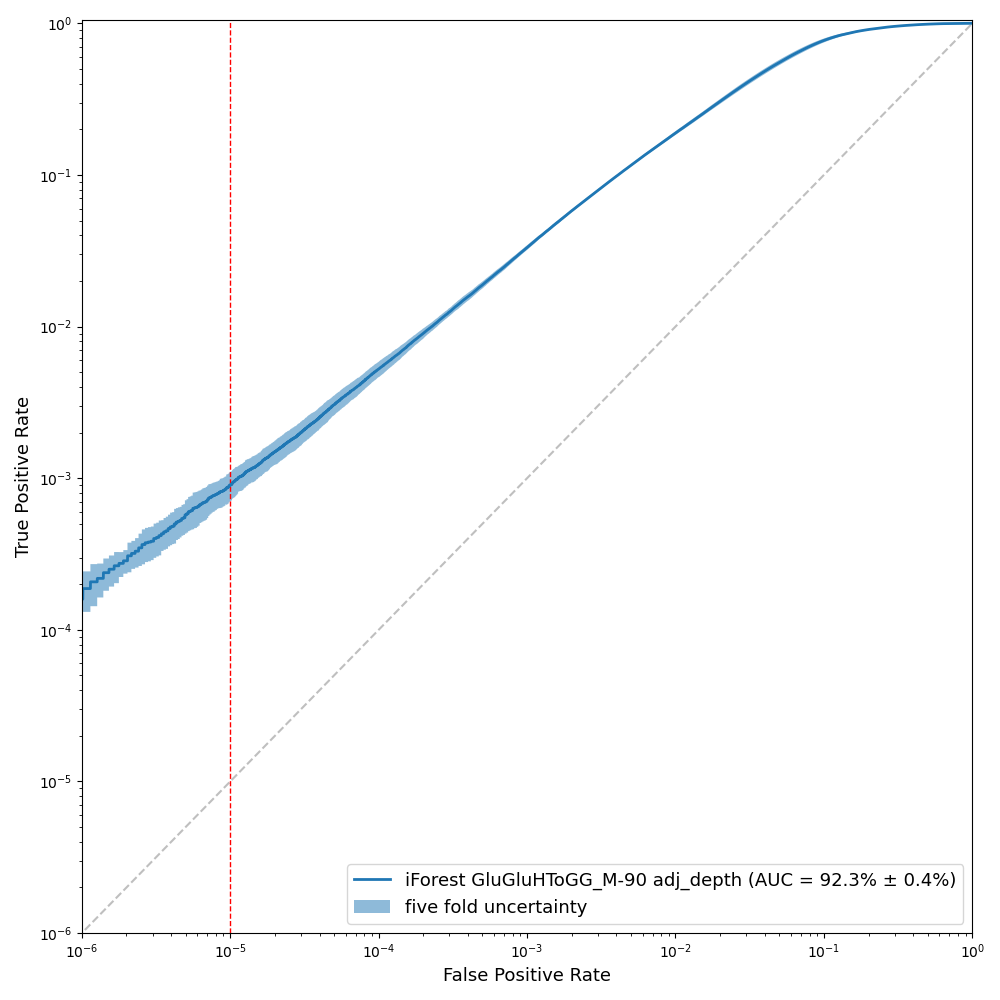 10⁰
10⁻¹
10⁻²
10⁻³
10⁻⁴
10⁻⁵
10⁻⁶
True Positive Rate
iForest GluGluHToGG_M-90 adj_depth (AUC = 92.3% ± 0.4%)
five fold uncertainty
10⁻⁶ 10⁻⁵ 10⁻⁴ 10⁻³ 10⁻² 10⁻¹ 10⁰
False Positive Rate